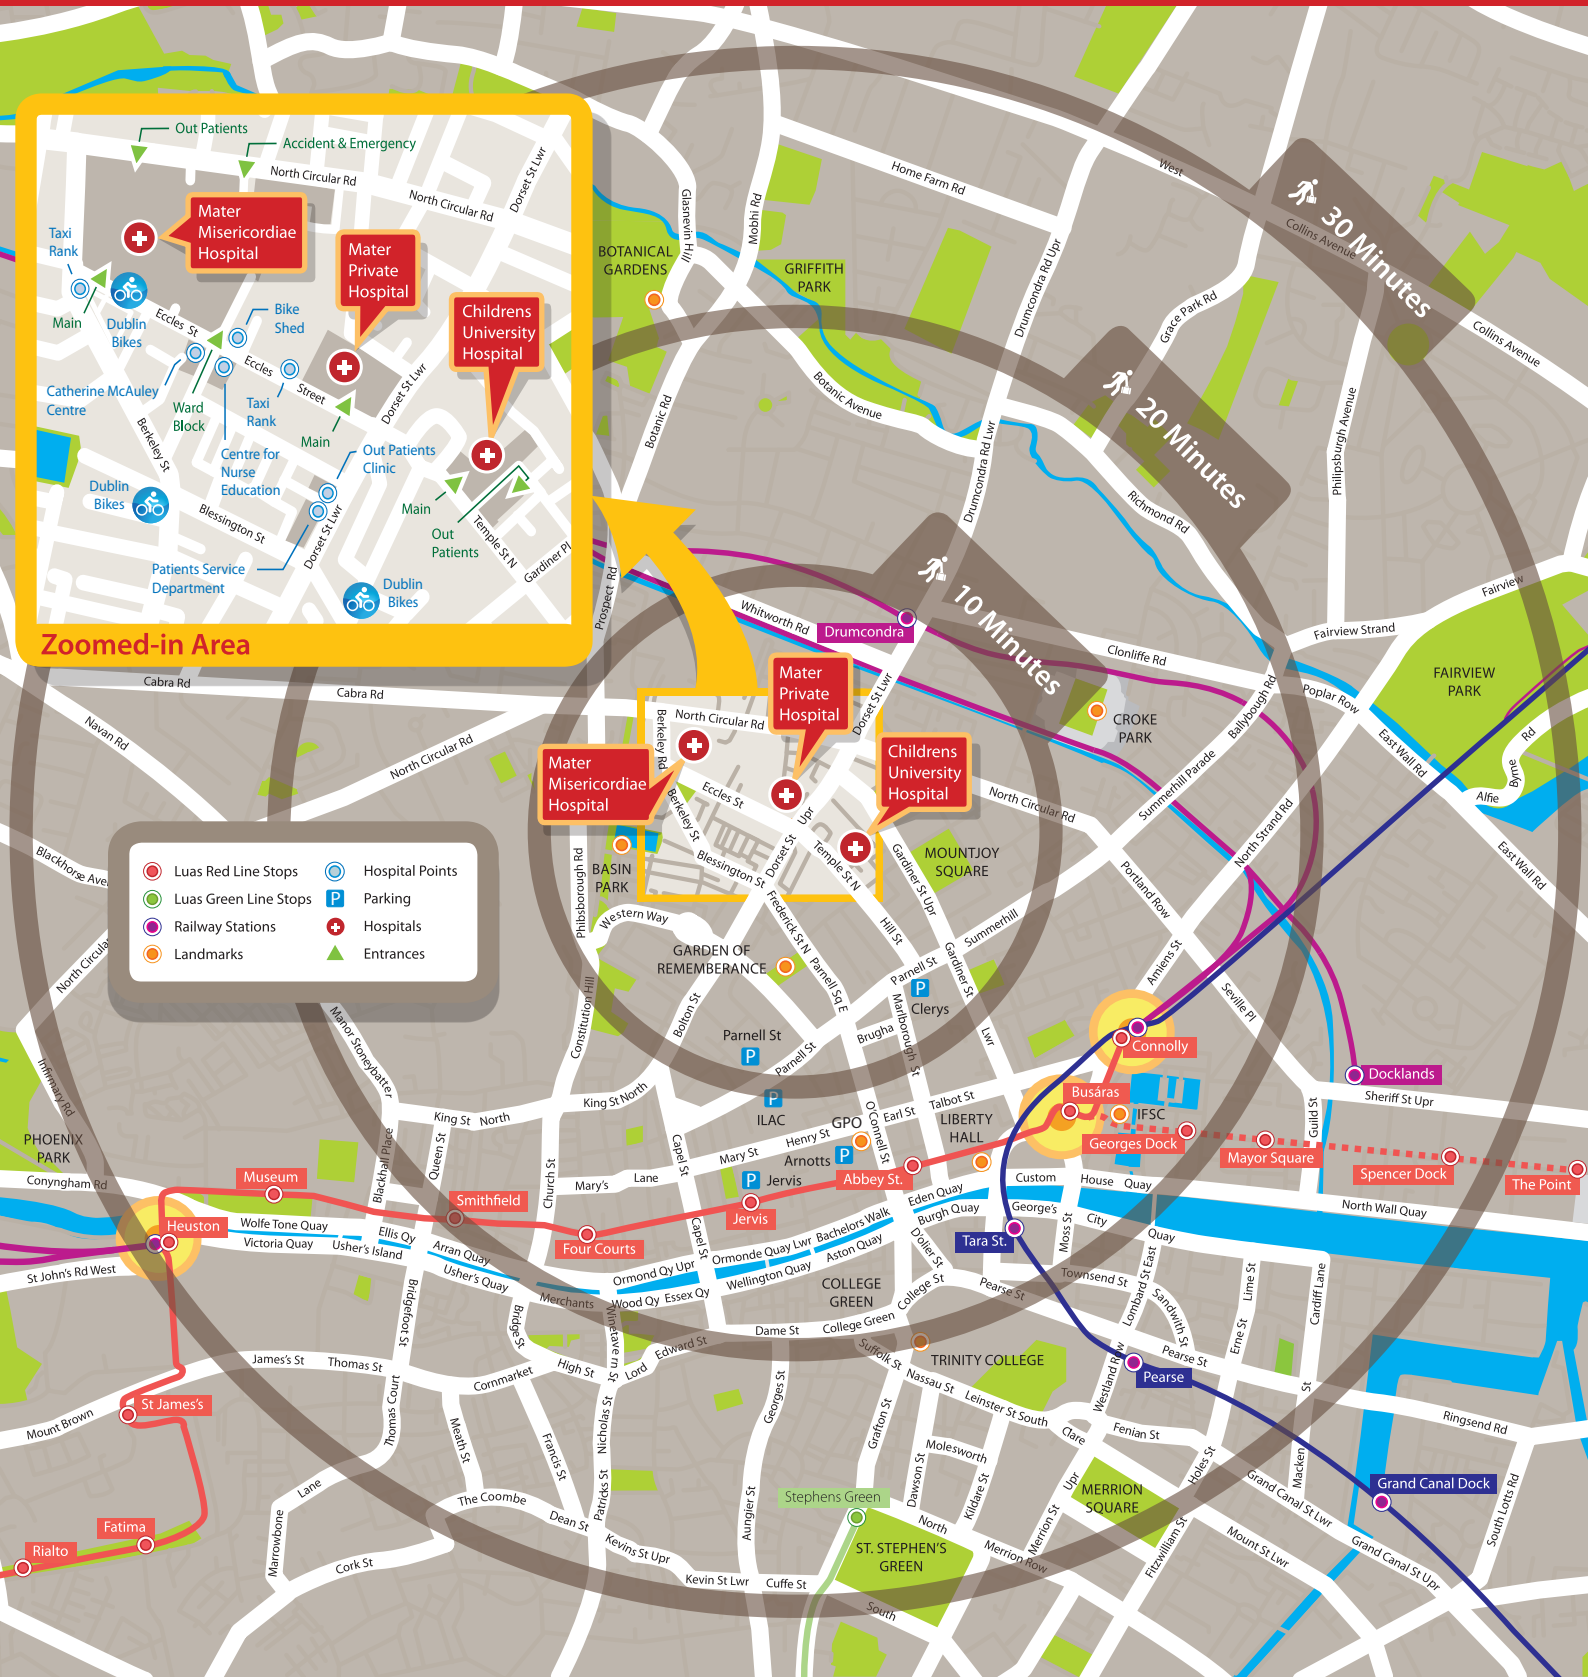 Out Patients
Accident & Emergency
North Circular Rd
North Circular Rd
Dorset St Lwr
Mater
Misericordiae
Hospital
Mater
Private
Hospital
Childrens
University
Hospital
Taxi
Rank
Main
Dublin
Bikes
Eccles St
Bike
Shed
Eccles
Street
Catherine McAuley
Centre
Ward
Block
Taxi
Rank
Main
Dorset St Lwr
Berkeley St
Centre for
Nurse
Education
Out Patients
Clinic
Dublin
Bikes
Blessington St
Main
Out
Patients
Temple St N
Gardiner Pl
Dorset St Lwr
Patients Service
Department
Dublin
Bikes
Zoomed-in Area
West
Home Farm Rd
Glasnevin Hill
Mobhi Rd
BOTANICAL
GARDENS
GRIFFITH
PARK
Drumcondra Rd Upr
Collins Avenue
30 Minutes
Collins Avenue
Grace Park Rd
20 Minutes
Botanic Avenue
Botanic Rd
Drumcondra Rd Lwr
Philipsburgh Avenue
Richmond Rd
10 Minutes
Prospect Rd
Whitworth Rd
Drumcondra
Clonliffe Rd
Fairview
Fairview Strand
FAIRVIEW
PARK
Poplar Row
Ballybough Rd
CROKE
PARK
East Wall Rd
Alfie
Byrne
Rd
East Wall Rd
Cabra Rd
Cabra Rd
Navan Rd
North Circular Rd
Berkeley Rd
North Circular Rd
Mater
Private
Hospital
Dorset St Lwr
Mater
Misericordiae
Hospital
Childrens
University
Hospital
Eccles St
Berkeley St
Blessington St
Dorset St
Upr
Temple St N
North Circular Rd
Summerhill Parade
North Strand Rd
Portland Row
MOUNTJOY
SQUARE
Gardiner St Upr
BASIN
PARK
Phibsborough Rd
Western Way
Blackhorse Ave
North Circula
Luas Red Line Stops
Luas Green Line Stops
Railway Stations
Landmarks
Hospital Points
Parking
Hospitals
Entrances
GARDEN OF
REMEMBERANCE
Frederick St N
Parnell Sq E
Hill St
Summerhill
Parnell St
Gardiner St
Lwr
Clerys
Marlborough St
Brugha
Amiens St
Seville Pl
Constitution Hill
Bolton St
Parnell St
Parnell St
ILAC
Manor Stoneybatter
Infirmary Rd
King St North
King St North
PHOENIX
PARK
Conyngham Rd
Connolly
Docklands
Sheriff St Upr
Busáras
IFSC
Georges Dock
Guild St
Mayor Square
Spencer Dock
The Point
Talbot St
Earl St
LIBERTY
HALL
GPO
O'Connell St
Henry St
Mary St
Arnotts
Jervis
Abbey St.
Jervis
Mary's
Lane
Capel St
Capel St
Church St
Queen St
Blackhall Place
Museum
Smithfield
Four Courts
Heuston
Wolfe Tone Quay
Victoria Quay
Ellis Qy
Usher's Island
Arran Quay
Usher's Quay
St John's Rd West
Merchants
Wood Qy
Essex Qy
Ormond Qy Upr
Ormonde Quay Lwr
Wellington Quay
Bachelors Walk
Aston Quay
Eden Quay
Burgh Quay
Custom
House
Quay
George's
City
Quay
North Wall Quay
Tara St.
Moss St
D'olier St
COLLEGE
GREEN
College St
College Green
Pearse St
Townsend St
Lombard St East
Sandwith St
Lime St
Erne St
Cardiff Lane
Dame St
Lord
Edward St
Winetavern St
Bridge St
Bridgefoot St
High St
Cornmarket
James's St
Thomas St
Suffolk St
Nassau St
TRINITY COLLEGE
Leinster St South
Pearse St
Pearse
Westland Row
Clare
Fenian St
St James's
Mount Brown
Thomas Court
Meath St
Francis St
Nicholas St
Patricks St
Georges St
Grafton St
Molesworth
Dawson St
Kildare St
Ringsend Rd
Grand Canal Dock
Macken
St
Holes St
Grand Canal St Lwr
Grand Canal St Upr
South Lotts Rd
Mount St Lwr
MERRION
SQUARE
Merrion St
Upr
Fitzwilliam St
Merrion Row
Stephens Green
North
ST. STEPHEN'S
GREEN
South
The Coombe
Dean St
Kevins St Upr
Kevin St Lwr
Cuffe St
Aungier St
Lane
Marrowbone
Cork St
Fatima
Rialto